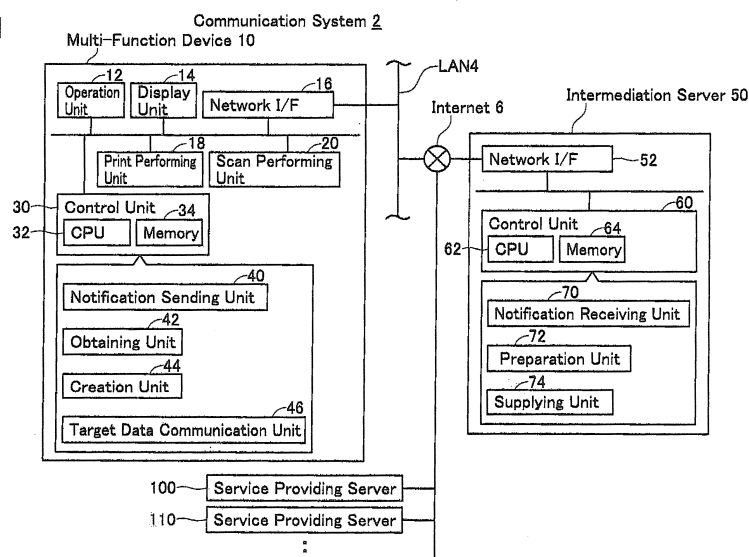 Communication System 2
Multi-Function Device 10
LAN4
12
14
16
Operation Unit
Display Unit
Network I/F
Internet 6
Intermediation Server 50
18
20
Print Performing Unit
Scan Performing Unit
Network I/F
52
30
Control Unit
34
32
CPU
Memory
60
Control Unit
64
62
CPU
Memory
40
Notification Sending Unit
42
Obtaining Unit
44
Creation Unit
46
Target Data Communication Unit
70
Notification Receiving Unit
72
Preparation Unit
74
Supplying Unit
100
Service Providing Server
110
Service Providing Server